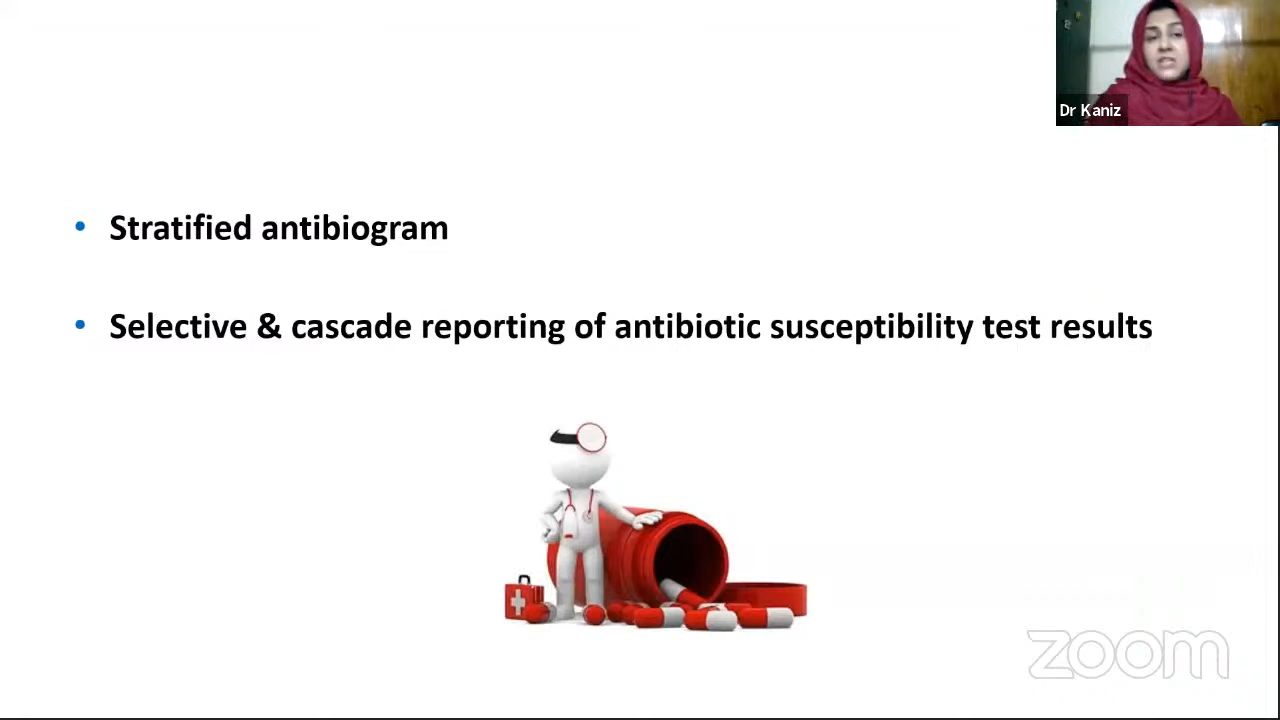 Dr Kaniz
• Stratified antibiogram
• Selective & cascade reporting of antibiotic susceptibility test results
zoom